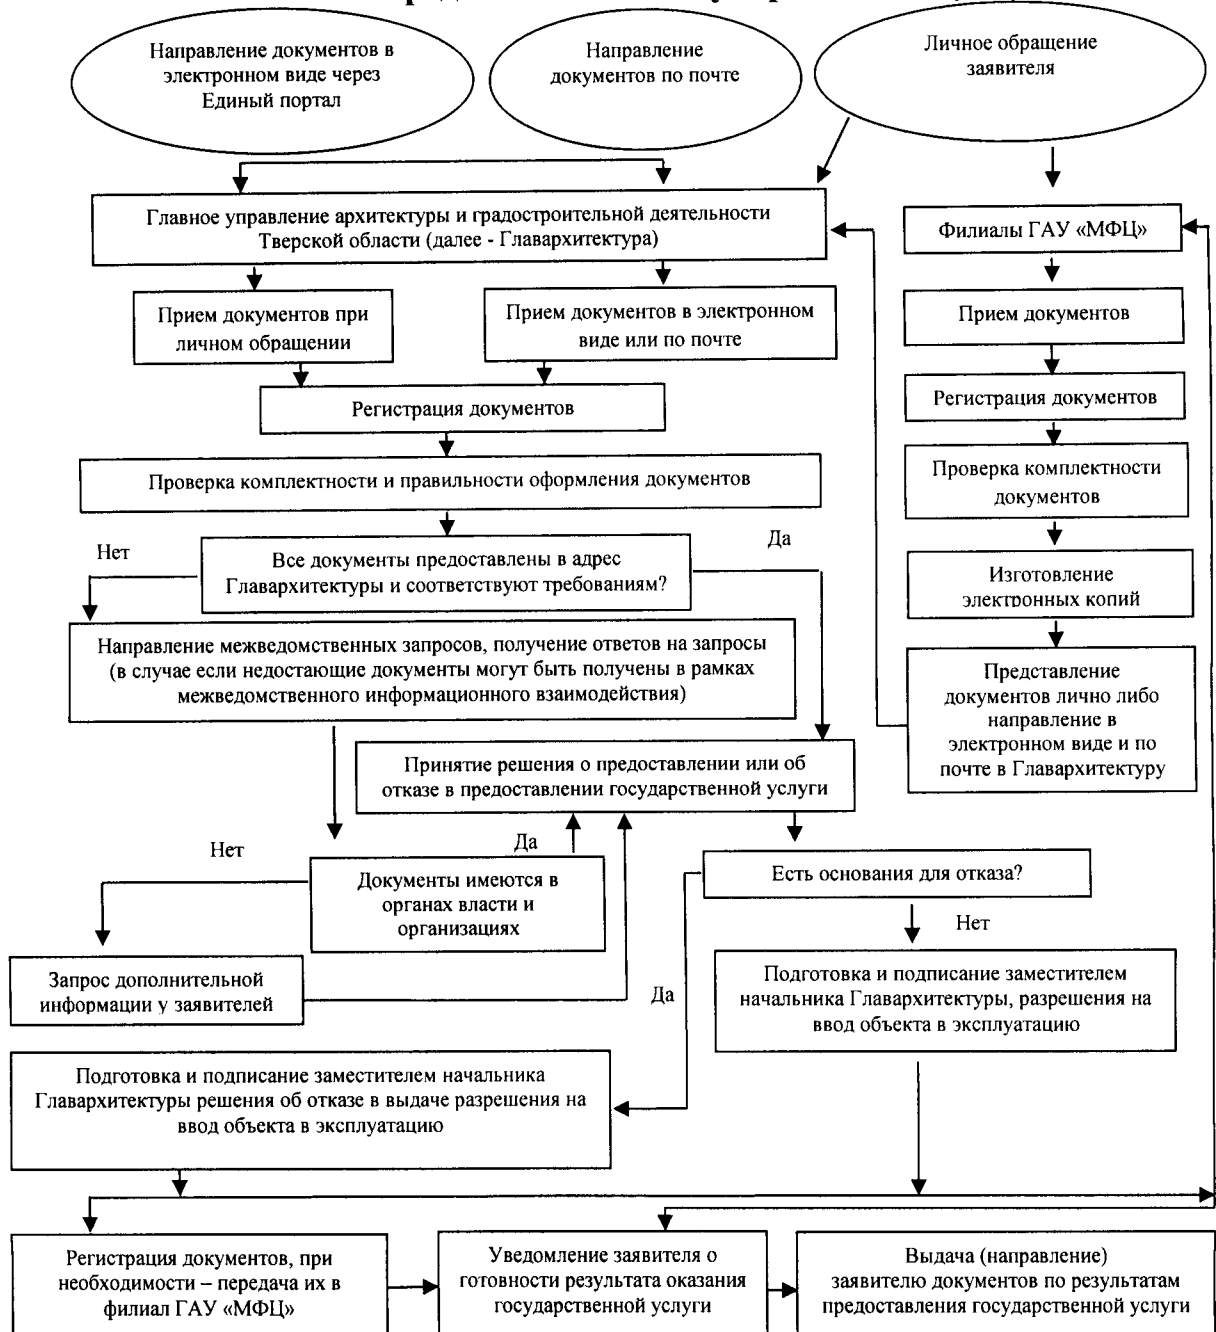 Направление документов в
электронном виде через
Единый портал
Направление
документов по почте
Личное обращение
заявителя
Главное управление архитектуры и градостроительной деятельности
Тверской области (далее - Главархитектура)
Филиалы ГАУ «МФЦ»
Прием документов при
личном обращении
Прием документов в электронном
виде или по почте
Прием документов
Регистрация документов
Регистрация документов
Проверка комплектности и правильности оформления документов
Проверка комплектности
документов
Нет
Все документы предоставлены в адрес
Главархитектуры и соответствуют требованиям?
Да
Изготовление
электронных копий
Направление межведомственных запросов, получение ответов на запросы
(в случае если недостающие документы могут быть получены в рамках
межведомственного информационного взаимодействия)
Представление
документов лично либо
направление в
электронном виде и по
почте в Главархитектуру
Принятие решения о предоставлении или об
отказе в предоставлении государственной услуги
Нет
Да
Документы имеются в
органах власти и
организациях
Есть основания для отказа?
Нет
Запрос дополнительной
информации у заявителей
Да
Подготовка и подписание заместителем
начальника Главархитектуры, разрешения на
ввод объекта в эксплуатацию
Подготовка и подписание заместителем начальника
Главархитектуры решения об отказе в выдаче разрешения на
ввод объекта в эксплуатацию
Регистрация документов, при
необходимости – передача их в
филиал ГАУ «МФЦ»
Уведомление заявителя о
готовности результата оказания
государственной услуги
Выдача (направление)
заявителю документов по результатам
предоставления государственной услуги